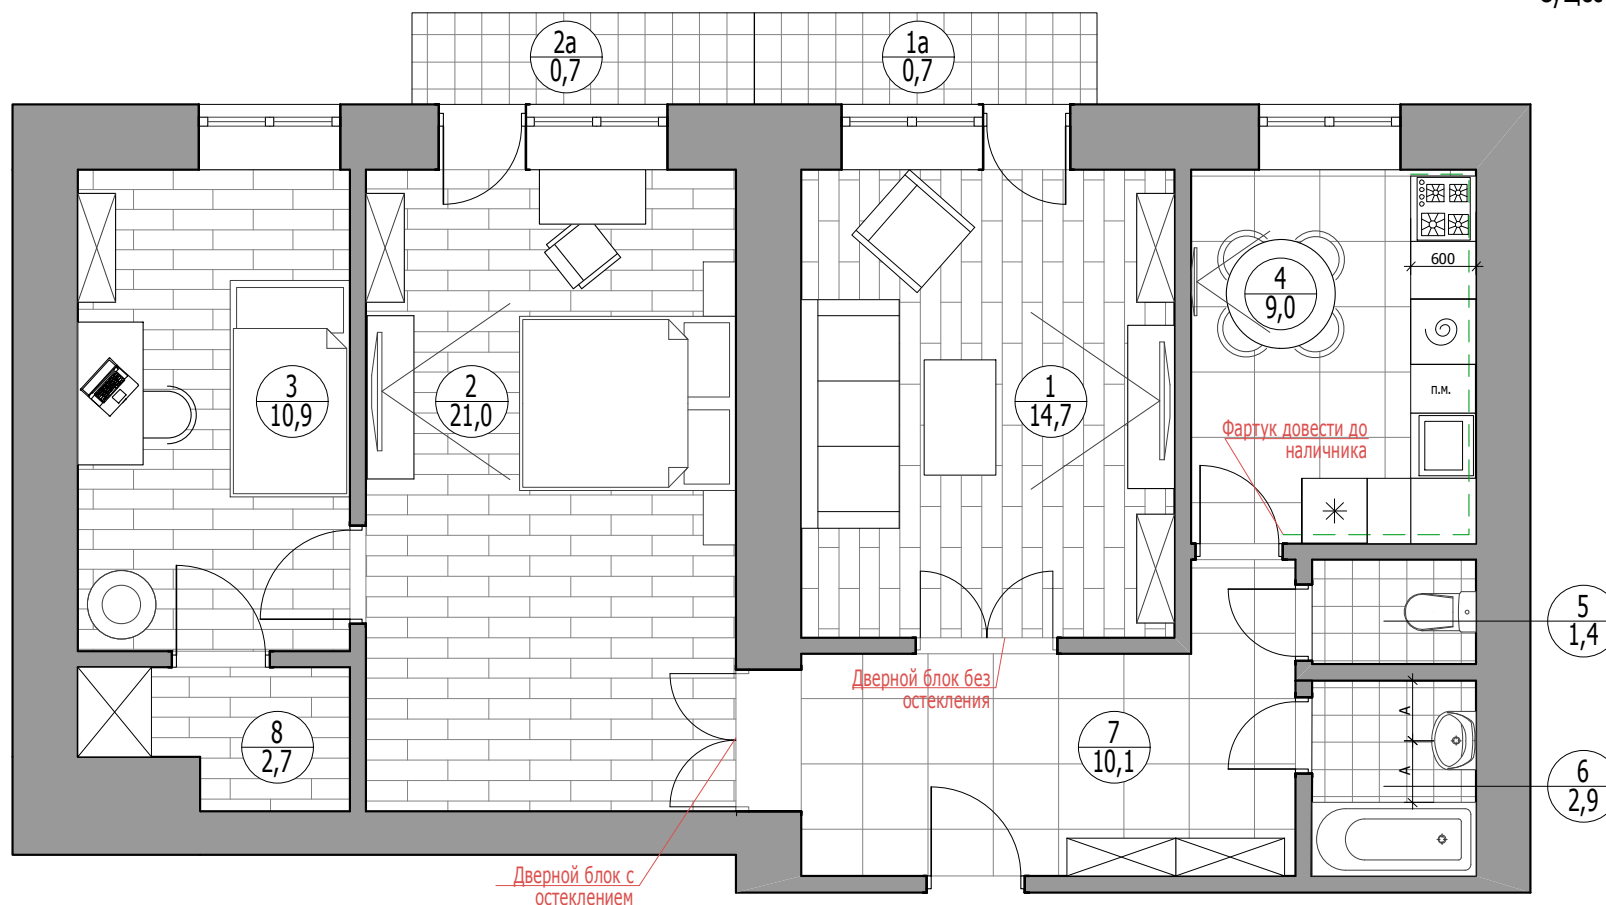 2а
0,7
1а
0,7
4
9,0
600
п.м.
3
10,9
2
21,0
1
14,7
Фартук довести до
наличника
5
1,4
Дверной блок без
остекления
А
8
2,7
7
10,1
А
6
2,9
Дверной блок с
остеклением